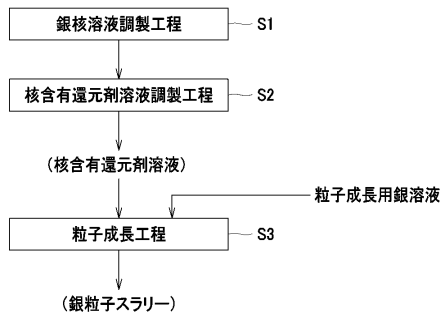 銀核溶液調製工程 S1
核含有還元剤溶液調製工程 S2
（核含有還元剤溶液）
粒子成長用銀溶液
粒子成長工程 S3
（銀粒子スラリー）